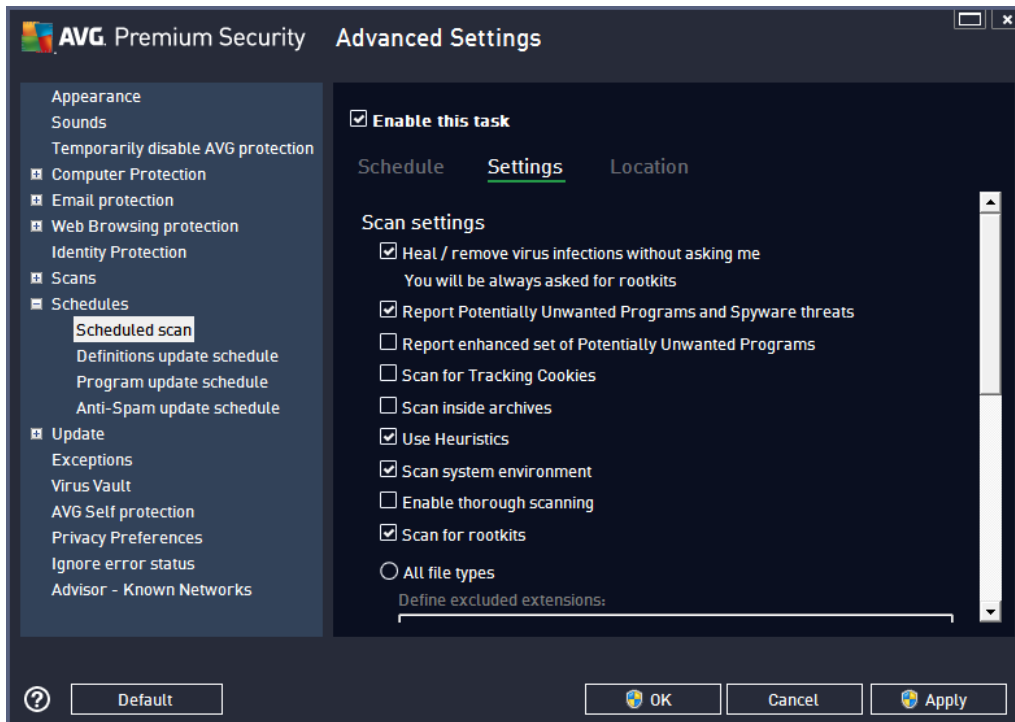 AVG. Premium Security
Advanced Settings
Appearance
Sounds
Temporarily disable AVG protection
Computer Protection
Email protection
Web Browsing protection
Identity Protection
Scans
Schedules
Scheduled scan
Definitions update schedule
Program update schedule
Anti-Spam update schedule
Update
Exceptions
Virus Vault
AVG Self protection
Privacy Preferences
Ignore error status
Advisor - Known Networks
Enable this task
Schedule Settings Location
Scan settings
Heal / remove virus infections without asking me
You will be always asked for rootkits
Report Potentially Unwanted Programs and Spyware threats
Report enhanced set of Potentially Unwanted Programs
Scan for Tracking Cookies
Scan inside archives
Use Heuristics
Scan system environment
Enable thorough scanning
Scan for rootkits
All file types
Define excluded extensions:
? Default OK Cancel Apply